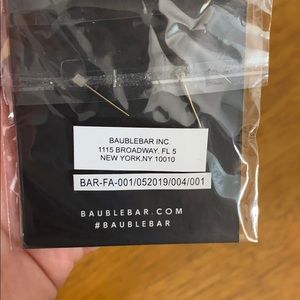 BAUBLEBAR INC.
1115 BROADWAY. FL 5
NEW YORK,NY 10010
BAR-FA-001/052019/004/001
BAUBLEBAR.COM
#BAUBLEBAR